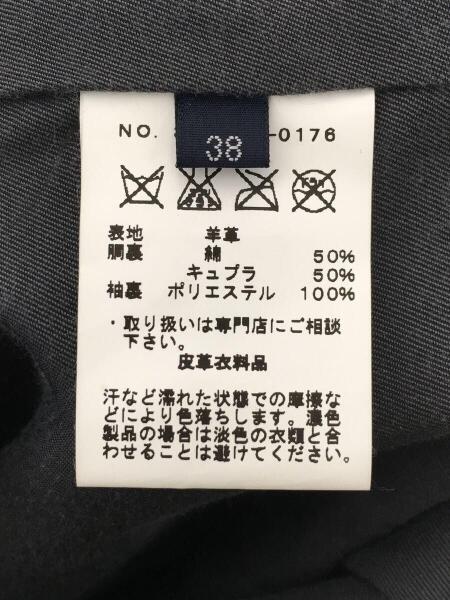 NO. -0176
38
表地 羊革
胴裏 綿 50%
キュプラ 50%
袖裏 ポリエステル 100%
・取り扱いは専門店にご相談
下さい。
皮革衣料品
汗など濡れた状態での摩擦な
どにより色落ちします。濃色
製品の場合は淡色の衣類と合
わせることは避けてください。